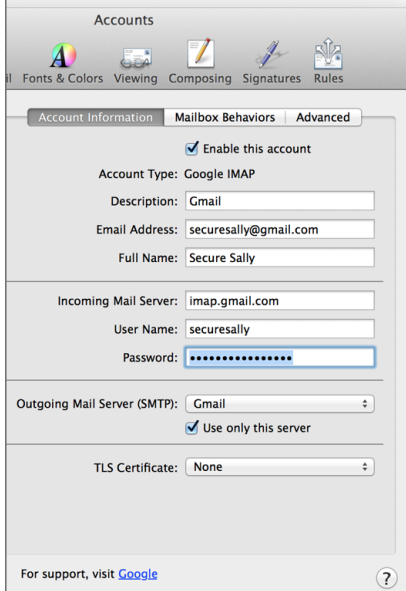 Accounts
Fonts & Colors Viewing Composing Signatures Rules
Account Information Mailbox Behaviors Advanced
Enable this account
Account Type: Google IMAP
Description: Gmail
Email Address: securesally@gmail.com
Full Name: Secure Sally
Incoming Mail Server: imap.gmail.com
User Name: securesally
Password: ••••••••••••••••
Outgoing Mail Server (SMTP): Gmail
Use only this server
TLS Certificate: None
For support, visit Google
?